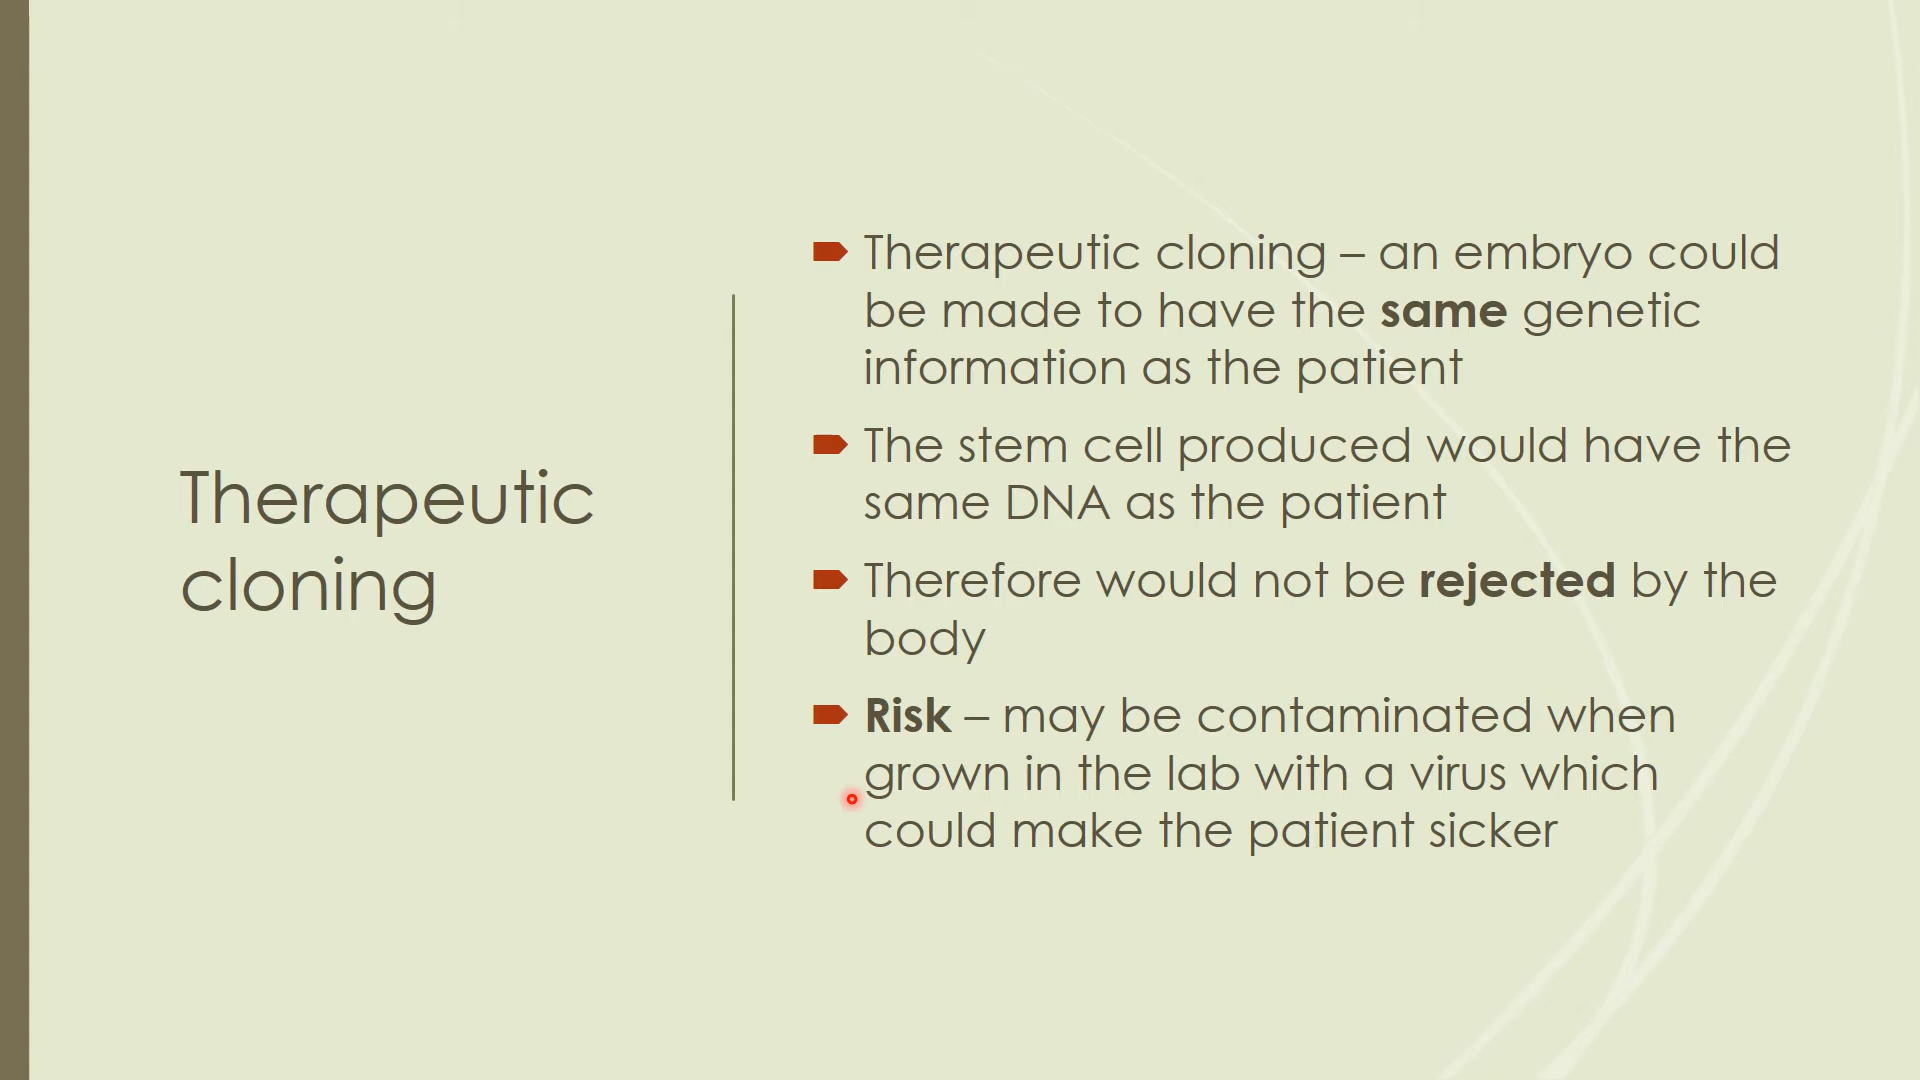 Therapeutic
cloning
Therapeutic cloning – an embryo could
be made to have the same genetic
information as the patient
The stem cell produced would have the
same DNA as the patient
Therefore would not be rejected by the
body
Risk – may be contaminated when
grown in the lab with a virus which
could make the patient sicker